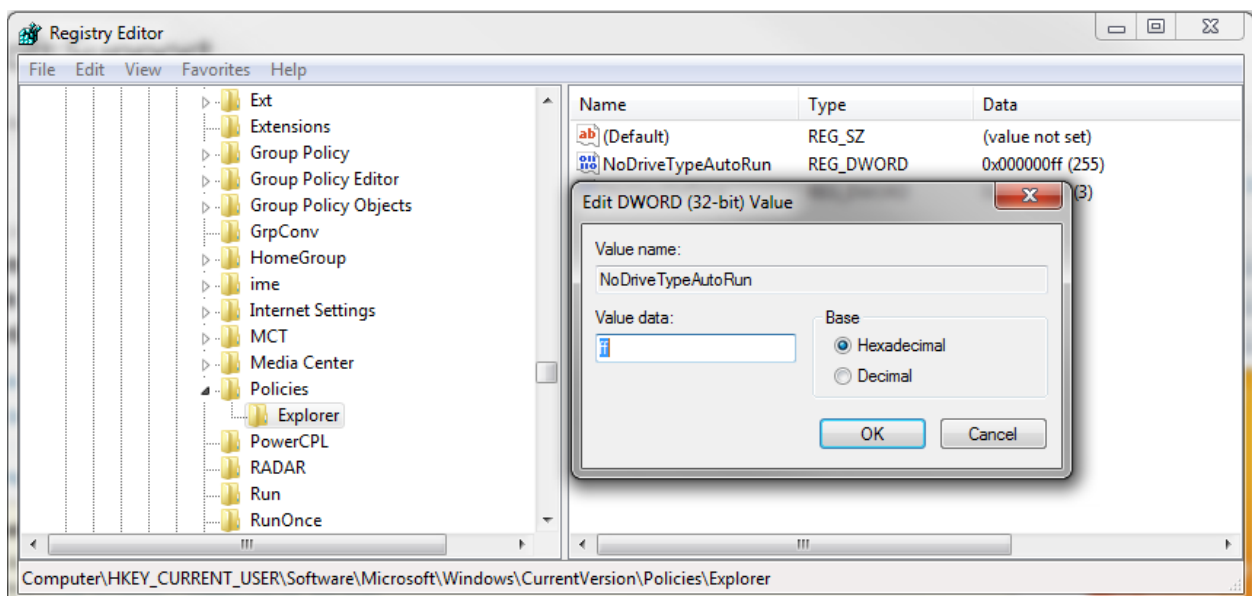 Registry Editor
File Edit View Favorites Help
Ext
Extensions
Group Policy
Group Policy Editor
Group Policy Objects
GrpConv
HomeGroup
ime
Internet Settings
MCT
Media Center
Policies
Explorer
PowerCPL
RADAR
Run
RunOnce
Name Type Data
(Default) REG_SZ (value not set)
NoDriveTypeAutoRun REG_DWORD 0x000000ff (255)
(3)
Edit DWORD (32-bit) Value
Value name:
NoDriveTypeAutoRun
Value data:
ff
Base
Hexadecimal
Decimal
OK Cancel
Computer\HKEY_CURRENT_USER\Software\Microsoft\Windows\CurrentVersion\Policies\Explorer